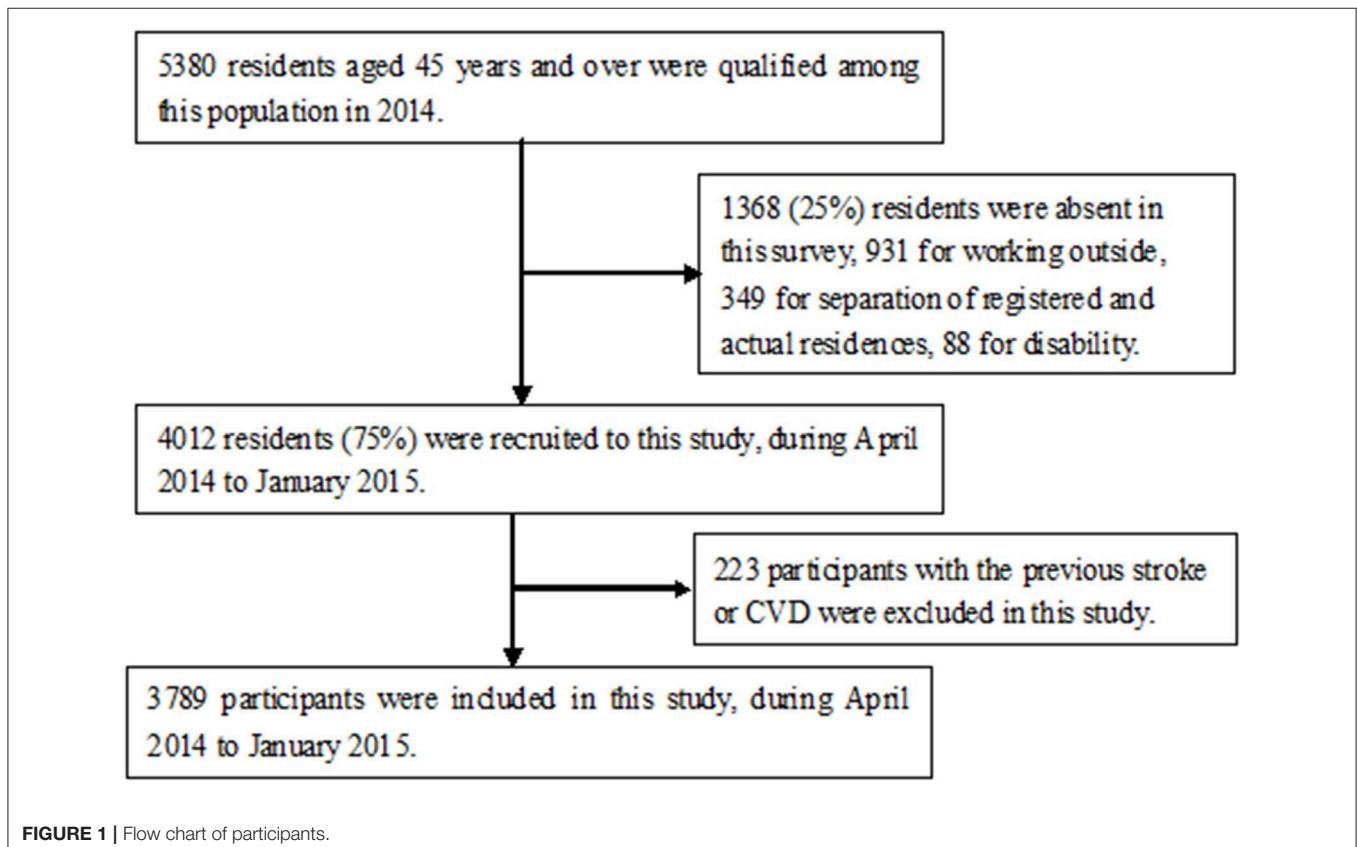 5380 residents aged 45 years and over were qualified among
this population in 2014.
1368 (25%) residents were absent in
this survey, 931 for working outside,
349 for separation of registered and
actual residences, 88 for disability.
4012 residents (75%) were recruited to this study, during April
2014 to January 2015.
223 participants with the previous stroke
or CVD were excluded in this study.
3789 participants were included in this study, during April
2014 to January 2015.
FIGURE 1 | Flow chart of participants.